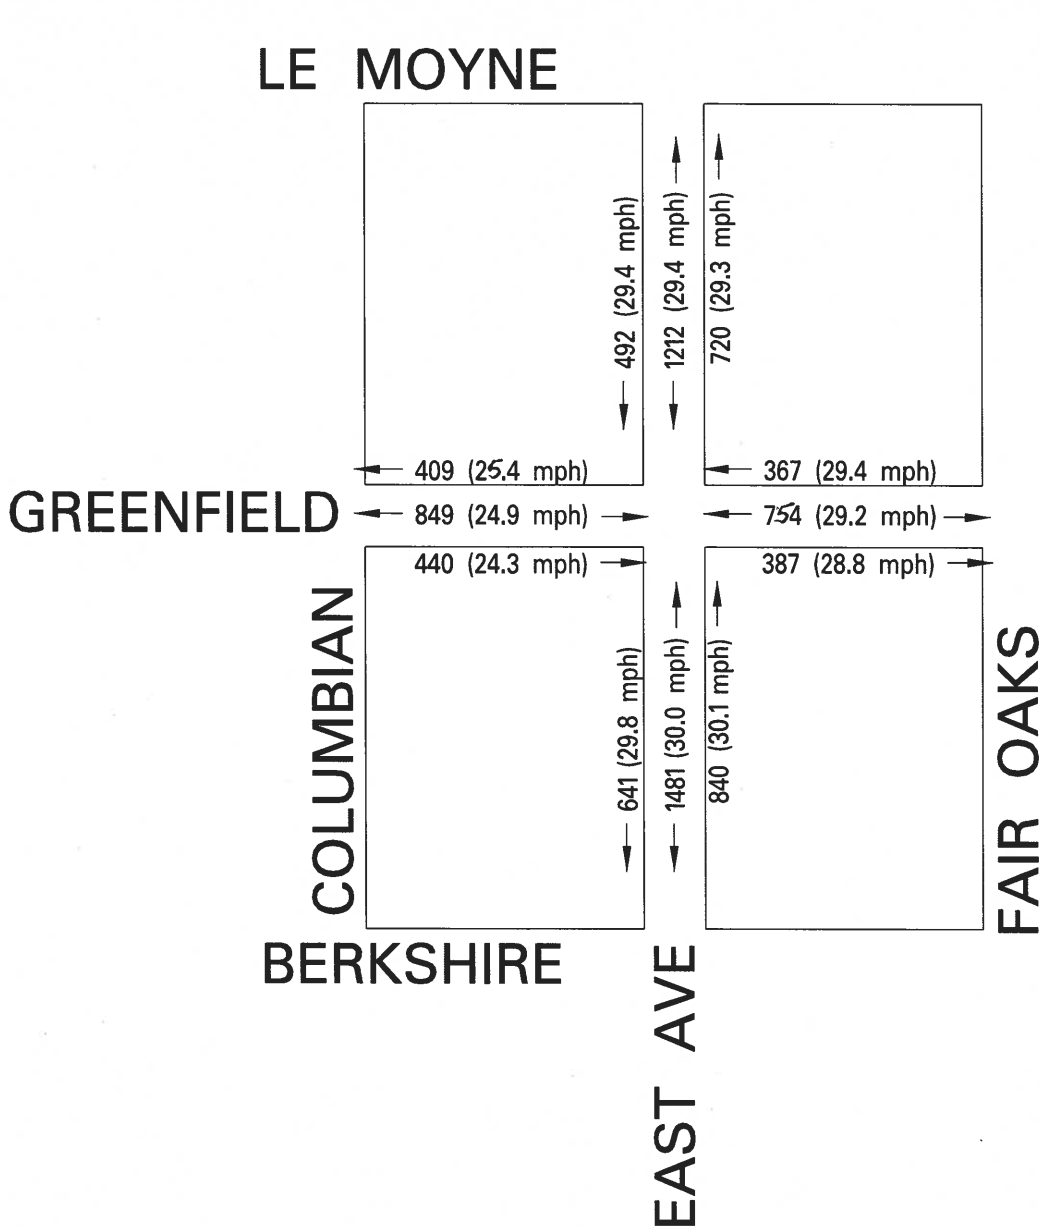 LE MOYNE
492 (29.4 mph)
1212 (29.4 mph)
720 (29.3 mph)
409 (25.4 mph)
367 (29.4 mph)
GREENFIELD
849 (24.9 mph)
754 (29.2 mph)
440 (24.3 mph)
387 (28.8 mph)
COLUMBIAN
641 (29.8 mph)
1481 (30.0 mph)
840 (30.1 mph)
FAIR OAKS
BERKSHIRE
EAST AVE